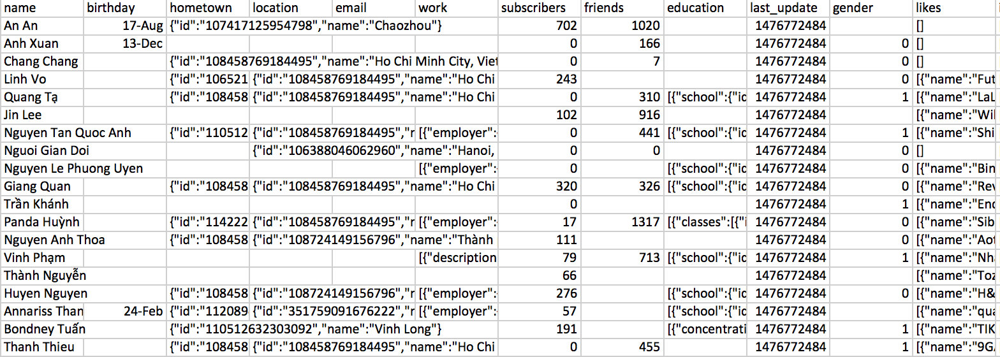 name birthday hometown location email work subscribers friends education last_update gender likes
An An 17-Aug {"id":"107417125954798","name":"Chaozhou"} 702 1020 1476772484 []
Anh Xuan 13-Dec 0 166 1476772484 0 []
Chang Chang {"id":"108458769184495","name":"Ho Chi Minh City, Viet 0 7 1476772484 0 []
Linh Vo {"id":"106521 {"id":"108458769184495","name":"Ho Chi 243 1476772484 0 [{"name":"Fut
Quang Tạ {"id":"108458 {"id":"108458769184495","name":"Ho Chi 0 310 [{"school":{"id 1476772484 1 [{"name":"LaL
Jin Lee 102 916 1476772484 [{"name":"Wil
Nguyen Tan Quoc Anh {"id":"110512 {"id":"108458769184495","n [{"employer": 0 441 [{"school":{"id 1476772484 1 [{"name":"Shi
Nguoi Gian Doi {"id":"106388046062960","name":"Hanoi, 0 0 1476772484 0 []
Nguyen Le Phuong Uyen [{"employer": 0 [{"school":{"id 1476772484 0 [{"name":"Bin
Giang Quan {"id":"108458 {"id":"108458769184495","name":"Ho Chi 320 326 [{"school":{"id 1476772484 0 [{"name":"Rev
Trần Khánh 0 1476772484 1 [{"name":"Enc
Panda Huỳnh {"id":"114222 {"id":"108458769184495","n [{"employer": 17 1317 [{"classes":[{"i 1476772484 0 [{"name":"Sib
Nguyen Anh Thoa {"id":"108458 {"id":"108724149156796","name":"Thành 111 1476772484 0 [{"name":"Aot
Vinh Phạm [{"description 79 713 [{"school":{"id 1476772484 1 [{"name":"Nha
Thành Nguyễn 66 1476772484 [{"name":"Toz
Huyen Nguyen {"id":"108458 {"id":"108724149156796","n [{"employer": 276 [{"school":{"id 1476772484 0 [{"name":"H&
Annariss Than 24-Feb {"id":"112089 {"id":"351759091676222","n [{"employer": 57 [{"school":{"id 1476772484 [{"name":"qua
Bondney Tuấn {"id":"110512632303092","name":"Vinh Long"} 191 [{"concentrati 1476772484 1 [{"name":"TIK
Thanh Thieu {"id":"108458 {"id":"108458769184495","name":"Ho Chi 0 455 1476772484 1 [{"name":"9G